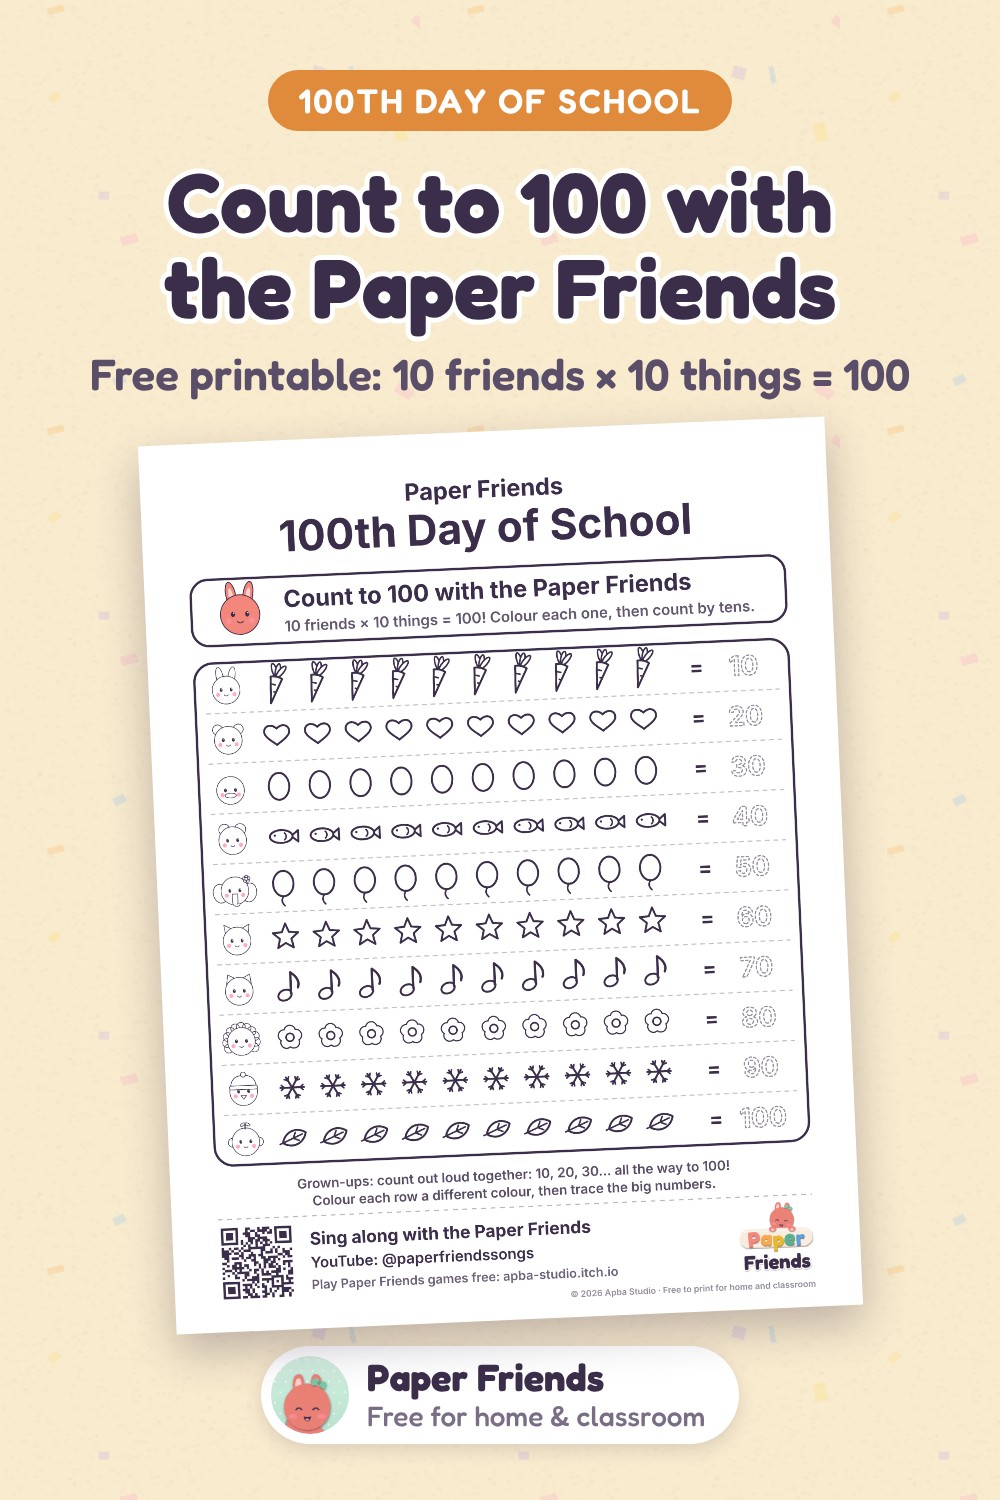 100TH DAY OF SCHOOL
Count to 100 with
the Paper Friends
Free printable: 10 friends × 10 things = 100
Paper Friends
100th Day of School
Count to 100 with the Paper Friends
10 friends × 10 things = 100! Colour each one, then count by tens.
= 10
= 20
= 30
= 40
= 50
= 60
= 70
= 80
= 90
= 100
Grown-ups: count out loud together: 10, 20, 30... all the way to 100!
Colour each row a different colour, then trace the big numbers.
Sing along with the Paper Friends
YouTube: @paperfriendssongs
Play Paper Friends games free: apba-studio.itch.io
Paper
Friends
© 2026 Apba Studio · Free to print for home and classroom
Paper Friends
Free for home & classroom